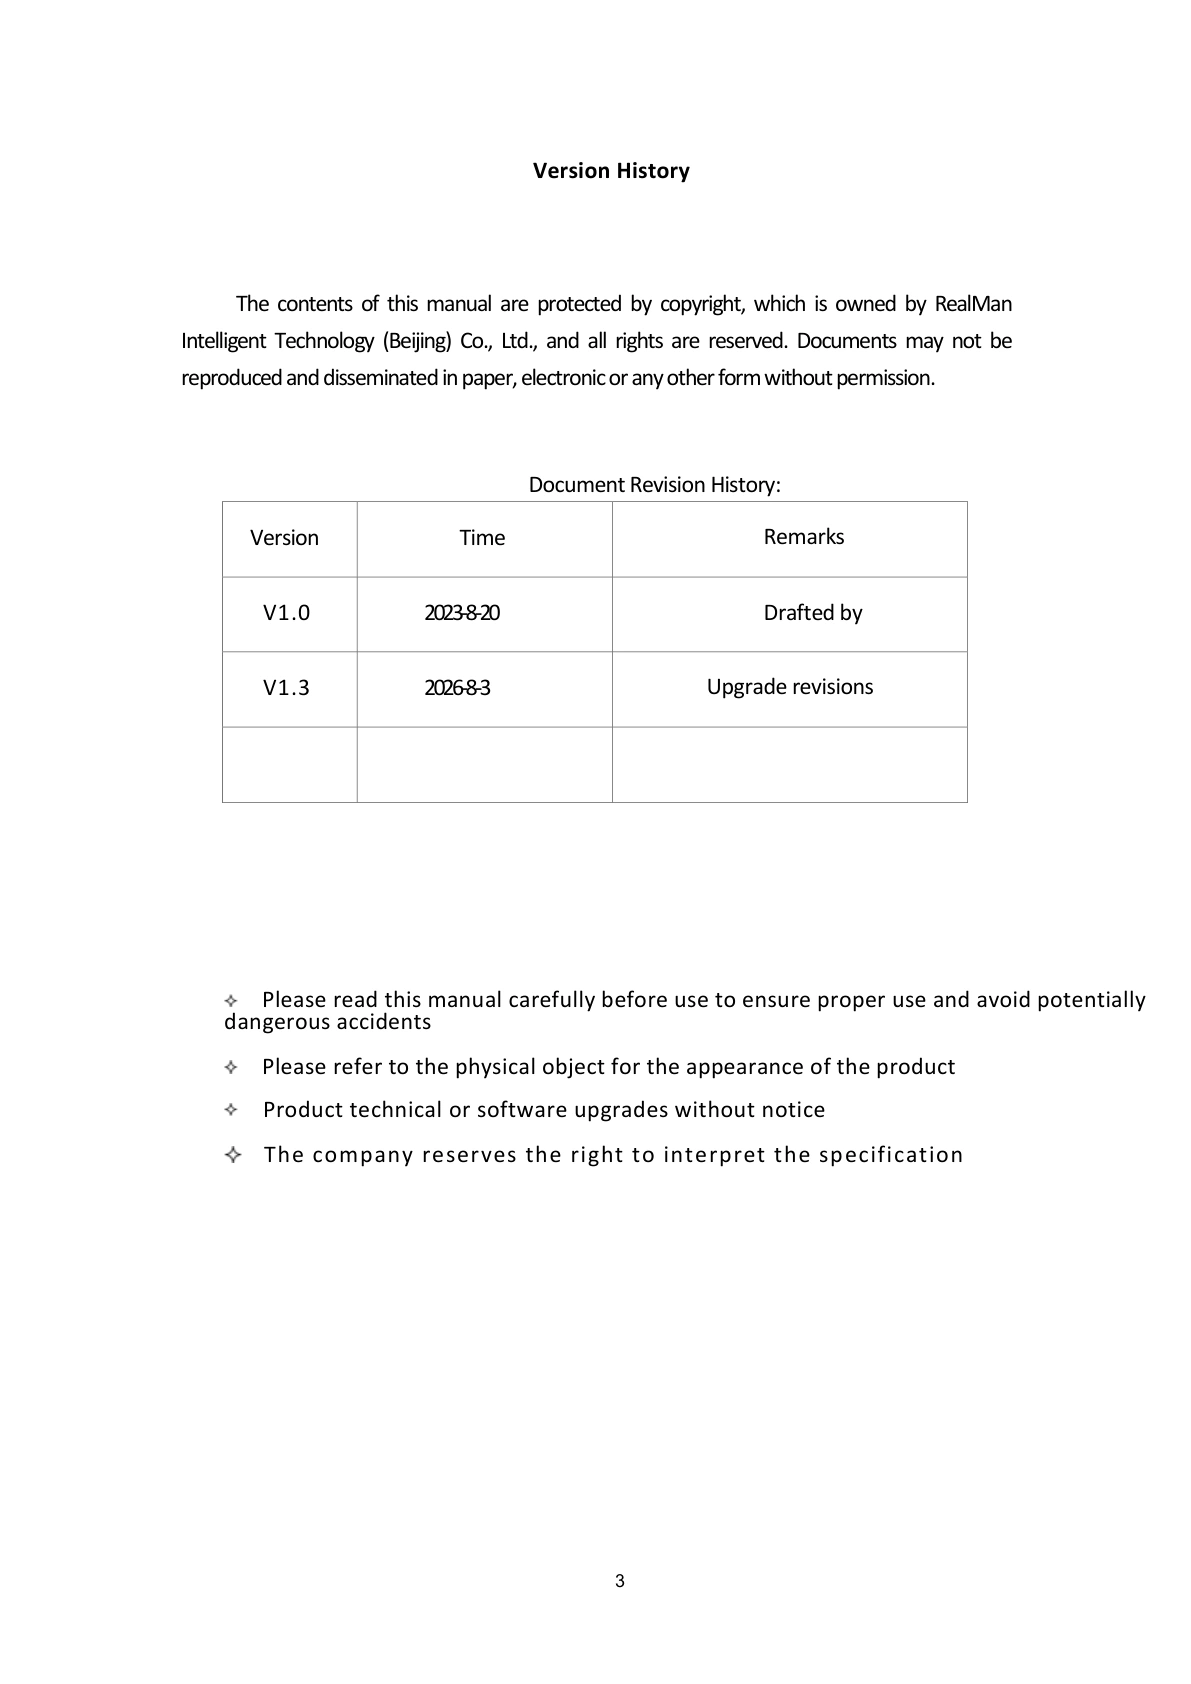 Version History
The contents of this manual are protected by copyright, which is owned by RealMan
Intelligent Technology (Beijing) Co., Ltd., and all rights are reserved. Documents may not be
reproduced and disseminated in paper, electronic or any other form without permission.
Document Revision History:
Version Time Remarks
V1.0 2023-8-20 Drafted by
V1.3 2026-8-3 Upgrade revisions
✧ Please read this manual carefully before use to ensure proper use and avoid potentially
dangerous accidents
✧ Please refer to the physical object for the appearance of the product
✧ Product technical or software upgrades without notice
✧ The company reserves the right to interpret the specification
3